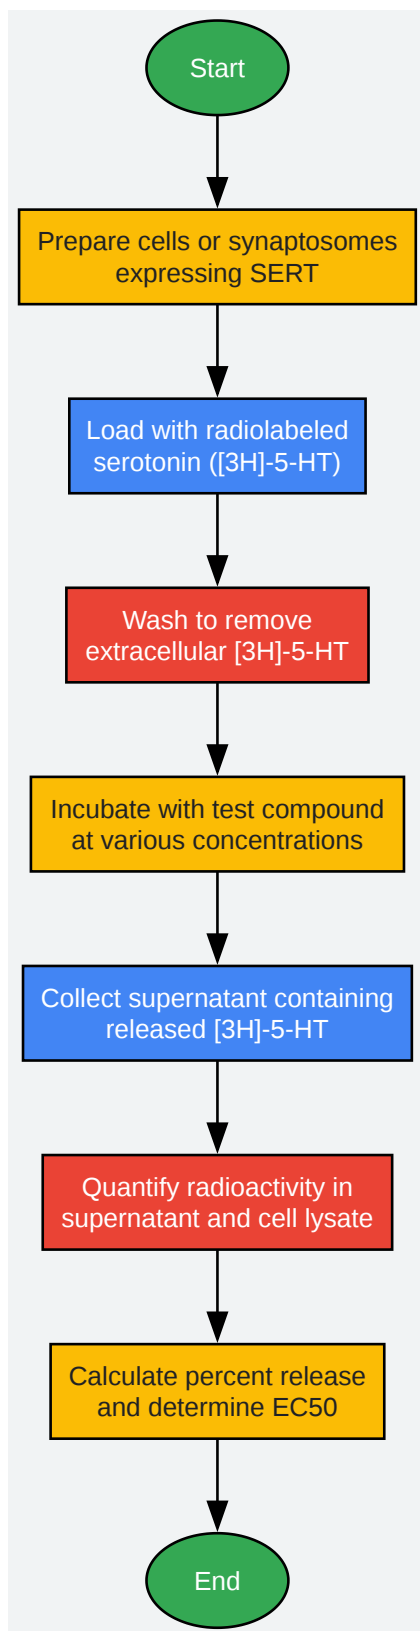 Start
Prepare cells or synaptosomes
expressing SERT
Load with radiolabeled
serotonin ([3H]-5-HT)
Wash to remove
extracellular [3H]-5-HT
Incubate with test compound
at various concentrations
Collect supernatant containing
released [3H]-5-HT
Quantify radioactivity in
supernatant and cell lysate
Calculate percent release
and determine EC50
End